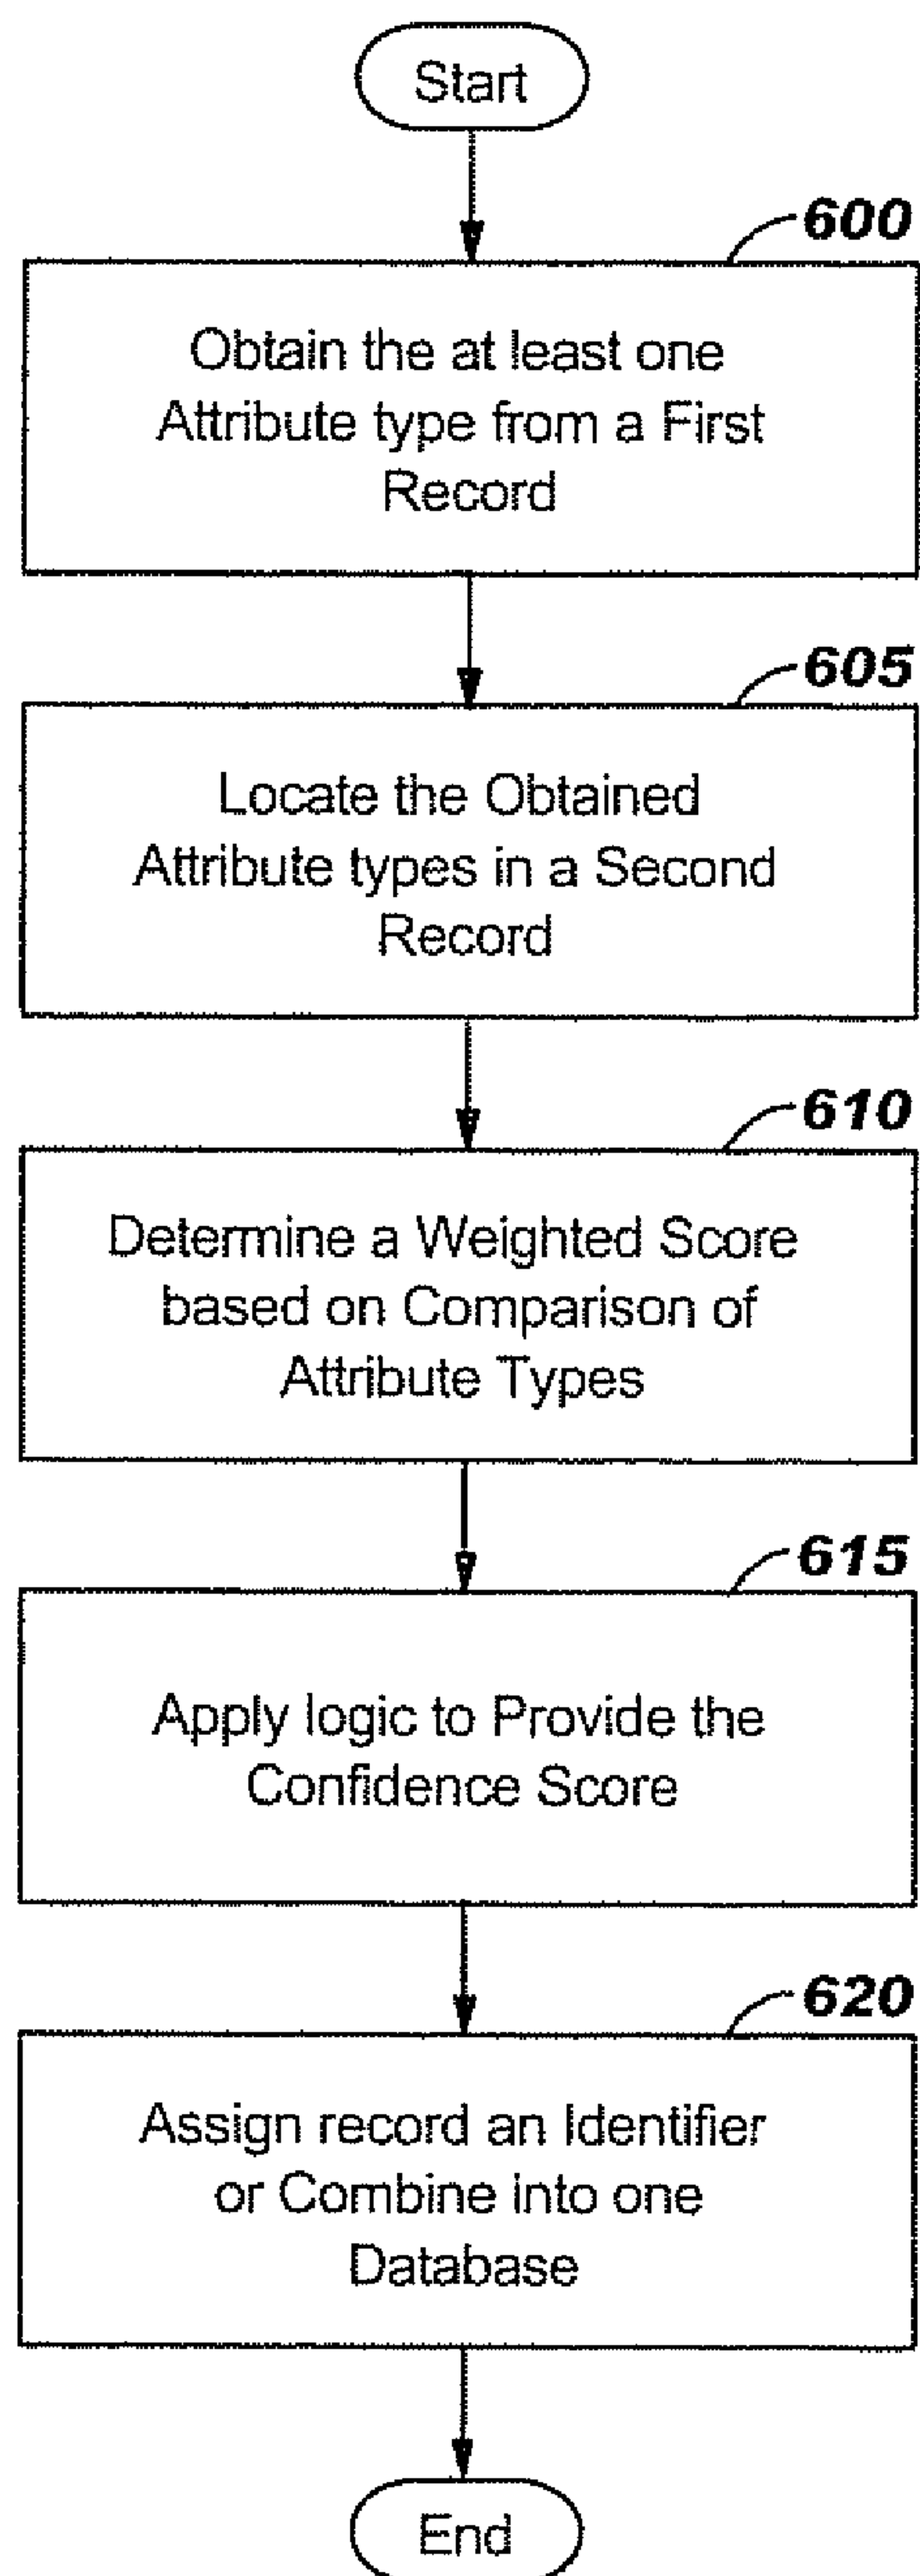 Start
600
Obtain the at least one
Attribute type from a First
Record
605
Locate the Obtained
Attribute types in a Second
Record
610
Determine a Weighted Score
based on Comparison of
Attribute Types
615
Apply logic to Provide the
Confidence Score
620
Assign record an Identifier
or Combine into one
Database
End